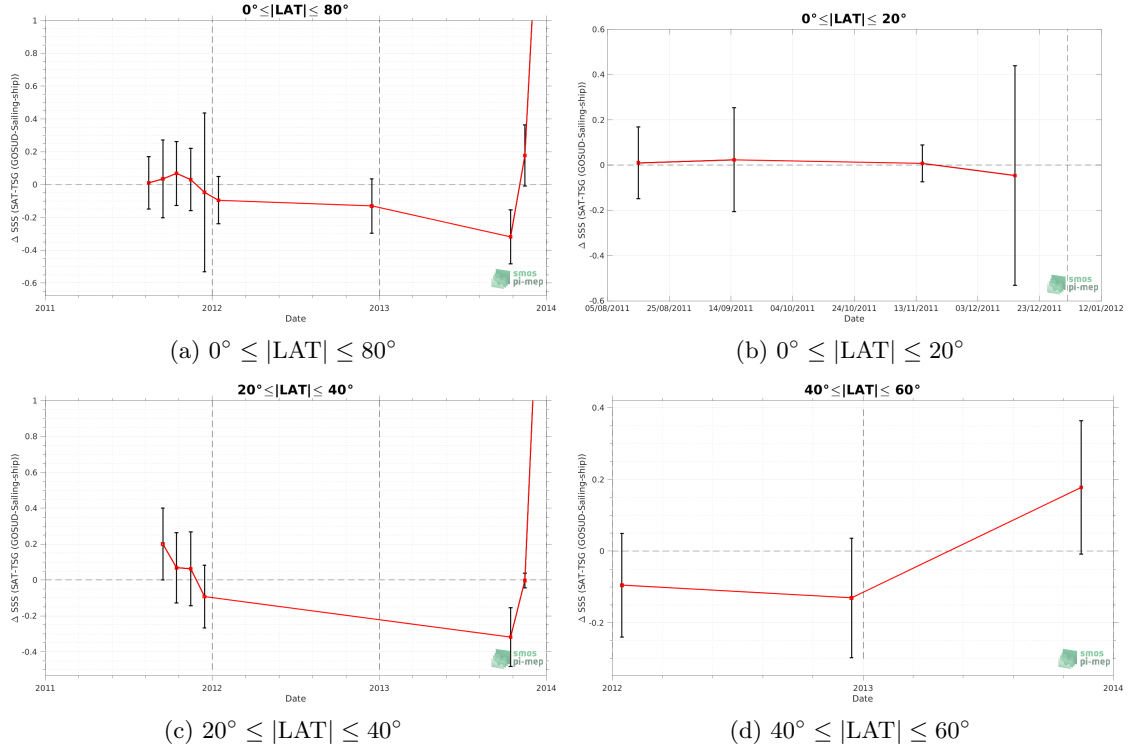 0°≤|LAT|≤ 80°
Δ SSS (SAT-TSG (GOSUD-Sailing-ship))
1
0.8
0.6
0.4
0.2
0
-0.2
-0.4
-0.6
2011 2012 2013 2014
Date
smos
pi-mep
(a) 0° ≤ |LAT| ≤ 80°
0°≤|LAT|≤ 20°
Δ SSS (SAT-TSG (GOSUD-Sailing-ship))
0.6
0.4
0.2
0
-0.2
-0.4
-0.6
05/08/2011 25/08/2011 14/09/2011 04/10/2011 24/10/2011 13/11/2011 03/12/2011 23/12/2011 12/01/2012
Date
smos
pi-mep
(b) 0° ≤ |LAT| ≤ 20°
20°≤|LAT|≤ 40°
Δ SSS (SAT-TSG (GOSUD-Sailing-ship))
1
0.8
0.6
0.4
0.2
0
-0.2
-0.4
2011 2012 2013 2014
Date
smos
pi-mep
(c) 20° ≤ |LAT| ≤ 40°
40°≤|LAT|≤ 60°
Δ SSS (SAT-TSG (GOSUD-Sailing-ship))
0.4
0.2
0
-0.2
2012 2013 2014
Date
smos
pi-mep
(d) 40° ≤ |LAT| ≤ 60°